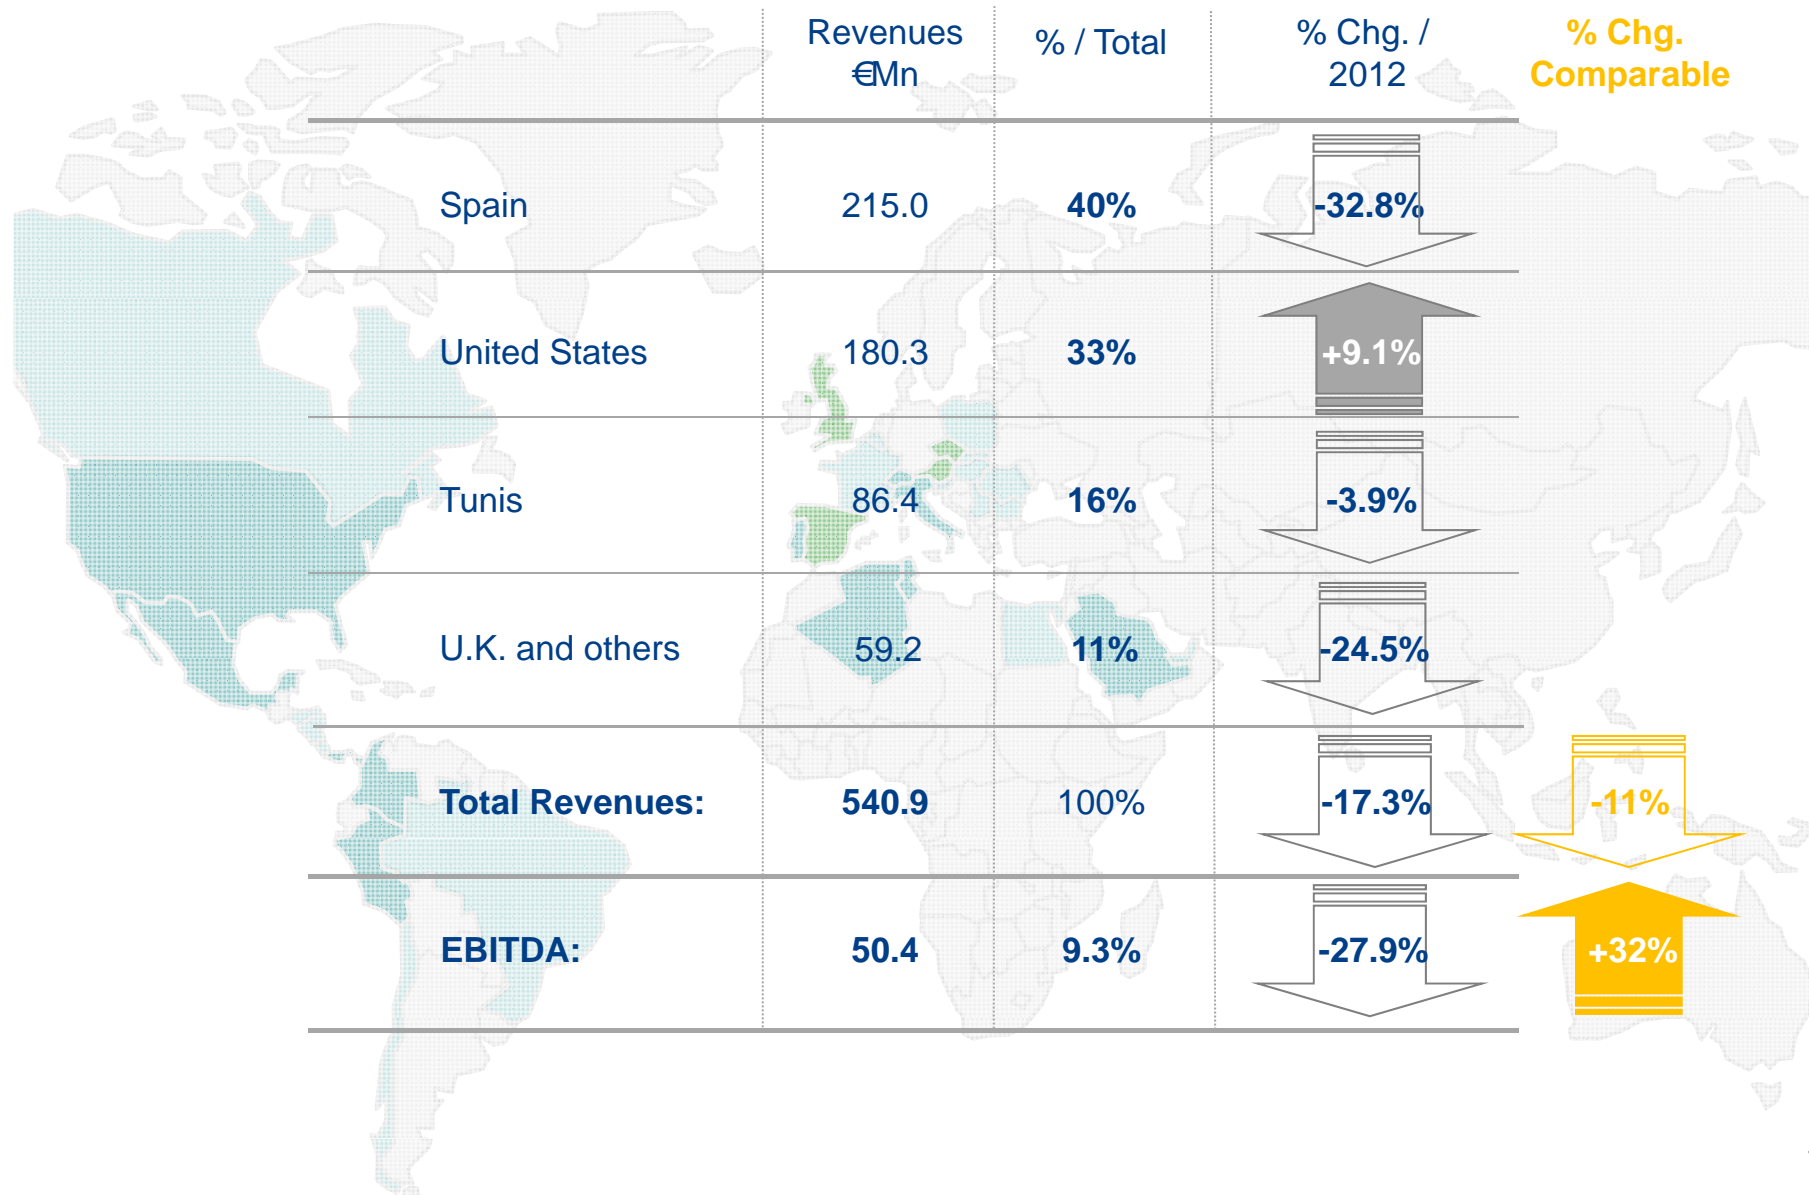 Revenues
€Mn
% / Total
% Chg. /
2012
% Chg.
Comparable
Spain 215.0 40% -32.8%
United States 180.3 33% +9.1%
Tunis 86.4 16% -3.9%
U.K. and others 59.2 11% -24.5%
Total Revenues: 540.9 100% -17.3% -11%
EBITDA: 50.4 9.3% -27.9% +32%